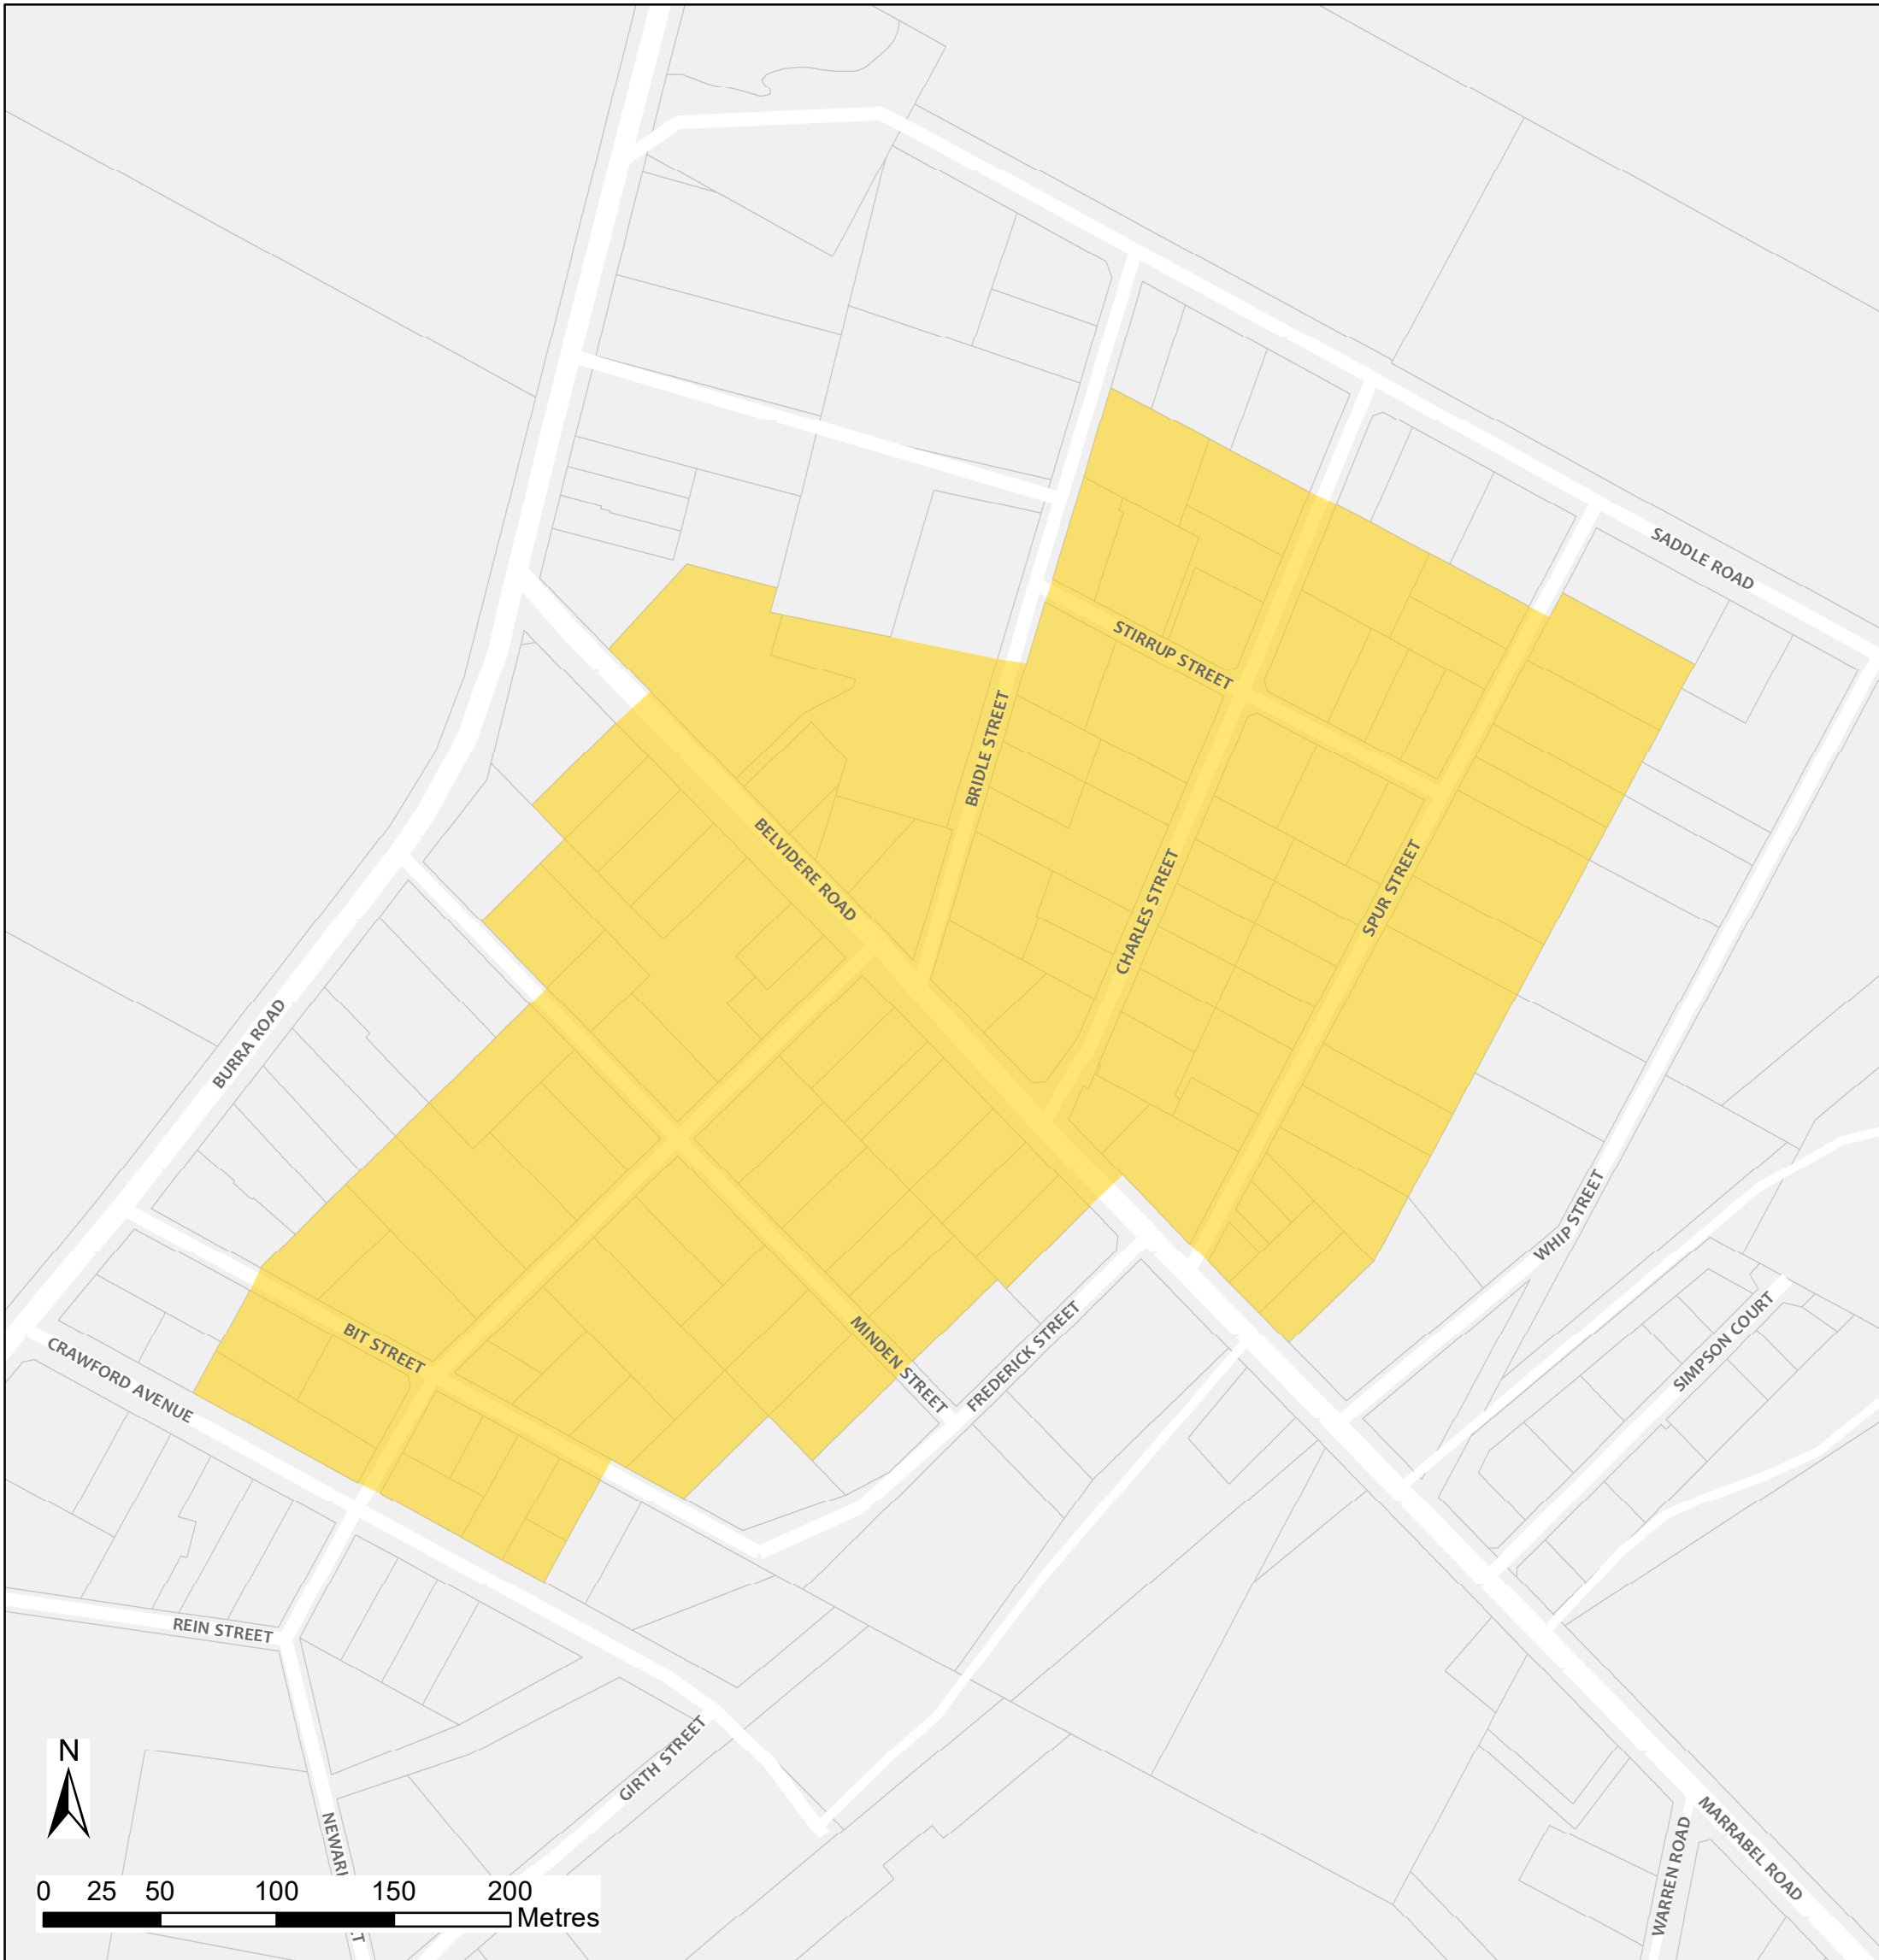 SADDLE ROAD
STIRRUP STREET
BRIDLE STREET
BELVIDERE ROAD
CHARLES STREET
SPUR STREET
BURRA ROAD
WHIP STREET
SIMPSON COURT
MINDEN STREET
FREDERICK STREET
BIT STREET
CRAWFORD AVENUE
REIN STREET
GIRTH STREET
MARRABEL ROAD
WARREN ROAD
N
0 25 50 100 150 200
Metres